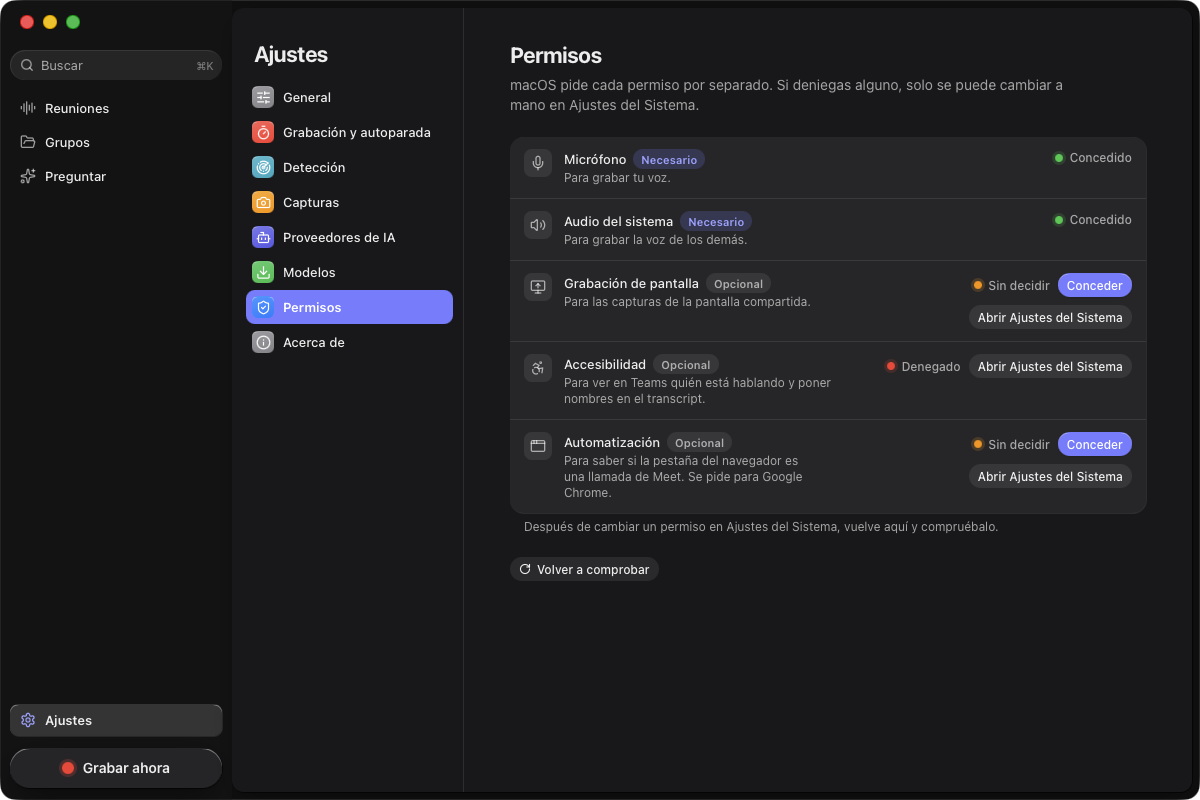 Buscar
⌘K
Reuniones
Grupos
Preguntar
Ajustes
Grabar ahora
Ajustes
General
Grabación y autoparada
Detección
Capturas
Proveedores de IA
Modelos
Permisos
Acerca de
Permisos
macOS pide cada permiso por separado. Si deniegas alguno, solo se puede cambiar a
mano en Ajustes del Sistema.
Micrófono Necesario
Para grabar tu voz.
Concedido
Audio del sistema Necesario
Para grabar la voz de los demás.
Concedido
Grabación de pantalla Opcional
Para las capturas de la pantalla compartida.
Sin decidir Conceder
Abrir Ajustes del Sistema
Accesibilidad Opcional
Para ver en Teams quién está hablando y poner
nombres en el transcript.
Denegado Abrir Ajustes del Sistema
Automatización Opcional
Para saber si la pestaña del navegador es
una llamada de Meet. Se pide para Google
Chrome.
Sin decidir Conceder
Abrir Ajustes del Sistema
Después de cambiar un permiso en Ajustes del Sistema, vuelve aquí y compruébalo.
Volver a comprobar